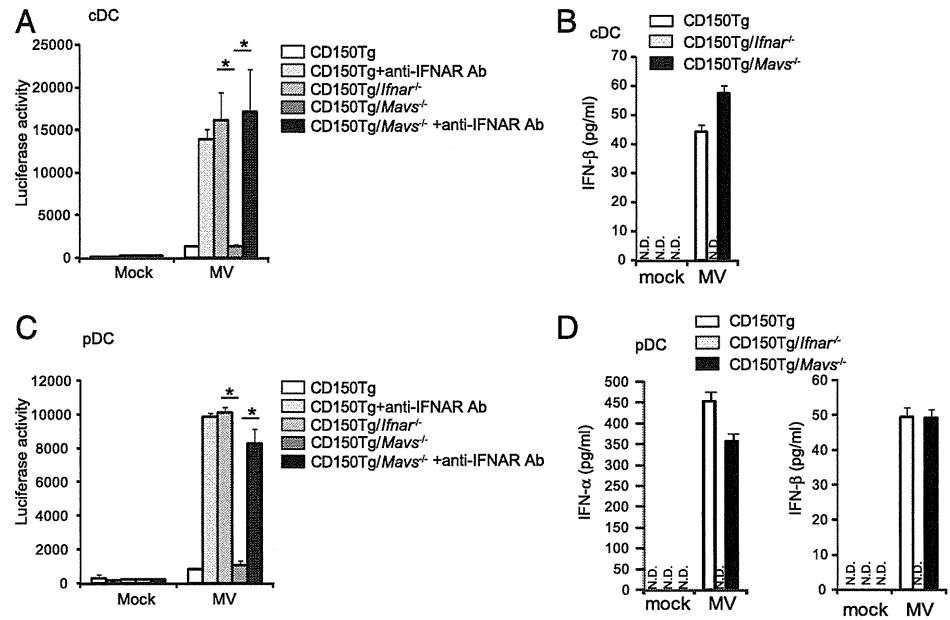 A
cDC
25000
20000
15000
10000
5000
0
Luciferase activity
Mock
MV
*
*
CD150Tg
CD150Tg+anti-IFNAR Ab
CD150Tg/Ifnar-/-
CD150Tg/Mavs-/-
CD150Tg/Mavs-/- +anti-IFNAR Ab
B
cDC
CD150Tg
CD150Tg/Ifnar-/-
CD150Tg/Mavs-/-
70
60
50
40
30
20
10
0
IFN-β (pg/ml)
N.D.
N.D.
N.D.
N.D.
mock
MV
C
pDC
12000
10000
8000
6000
4000
2000
0
Luciferase activity
Mock
MV
*
*
CD150Tg
CD150Tg+anti-IFNAR Ab
CD150Tg/Ifnar-/-
CD150Tg/Mavs-/-
CD150Tg/Mavs-/- +anti-IFNAR Ab
D
pDC
CD150Tg
CD150Tg/Ifnar-/-
CD150Tg/Mavs-/-
500
450
400
350
300
250
200
150
100
50
0
IFN-α (pg/ml)
N.D.
N.D.
N.D.
N.D.
mock
MV
60
50
40
30
20
10
0
IFN-β (pg/ml)
N.D.
N.D.
N.D.
N.D.
mock
MV